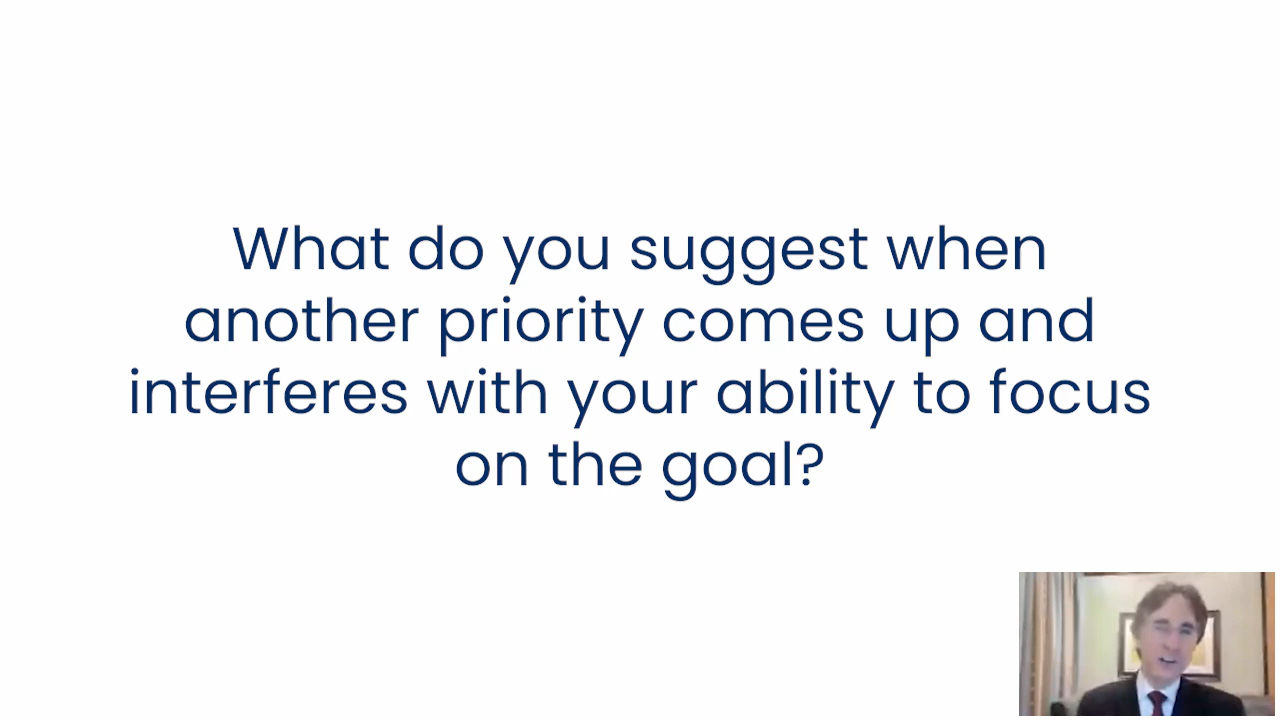 What do you suggest when
another priority comes up and
interferes with your ability to focus
on the goal?